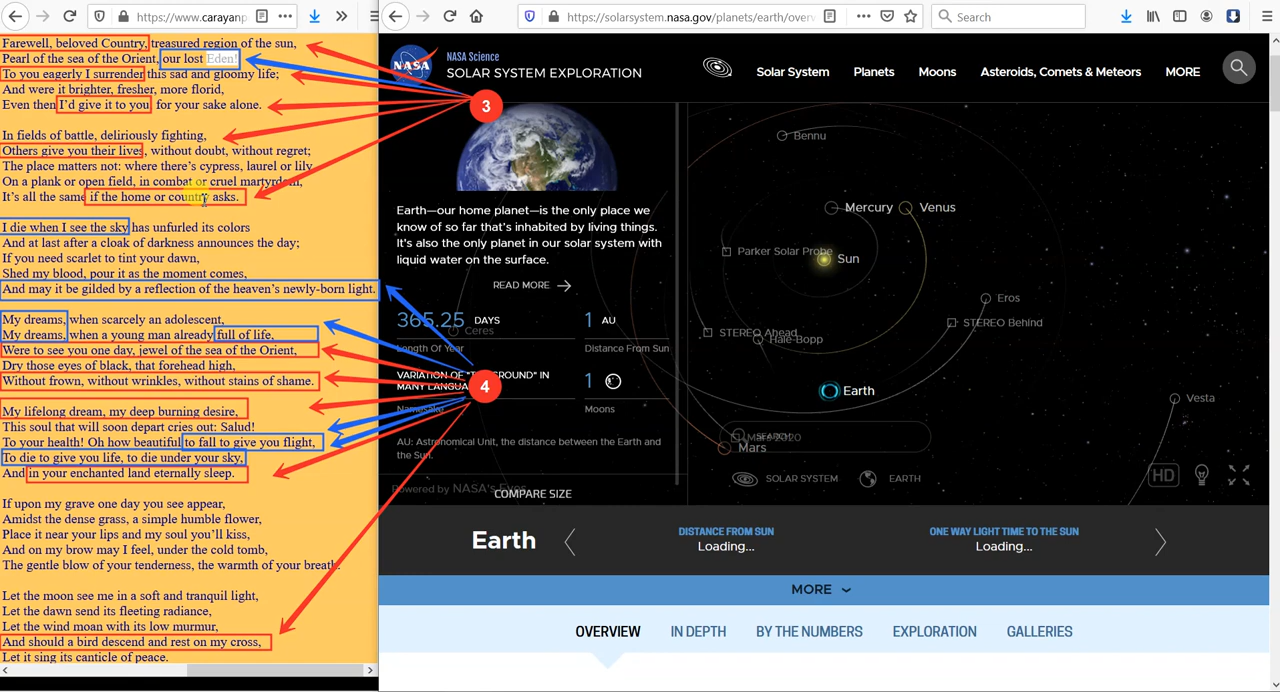 https://www.carayanp
https://solarsystem.nasa.gov/planets/earth/over
Search
Farewell, beloved Country, treasured region of the sun,
Pearl of the sea of the Orient, our lost Eden!
To you eagerly I surrender this sad and gloomy life;
And were it brighter, fresher, more florid,
Even then I'd give it to you for your sake alone.
In fields of battle, deliriously fighting,
Others give you their lives, without doubt, without regret;
The place matters not: where there's cypress, laurel or lily,
On a plank or open field, in combat or cruel martyrdom,
It's all the same if the home or country asks.
I die when I see the sky has unfurled its colors
And at last after a cloak of darkness announces the day;
If you need scarlet to tint your dawn,
Shed my blood, pour it as the moment comes,
And may it be gilded by a reflection of the heaven's newly-born light.
My dreams, when scarcely an adolescent,
My dreams, when a young man already full of life,
Were to see you one day, jewel of the sea of the Orient,
Dry those eyes of black, that forehead high,
Without frown, without wrinkles, without stains of shame.
My lifelong dream, my deep burning desire,
This soul that will soon depart cries out: Salud!
To your health! Oh how beautiful to fall to give you flight,
To die to give you life, to die under your sky,
And in your enchanted land eternally sleep.
If upon my grave one day you see appear,
Amidst the dense grass, a simple humble flower,
Place it near your lips and my soul you'll kiss,
And on my brow may I feel, under the cold tomb,
The gentle blow of your tenderness, the warmth of your breath.
Let the moon see me in a soft and tranquil light,
Let the dawn send its fleeting radiance,
Let the wind moan with its low murmur,
And should a bird descend and rest on my cross,
Let it sing its canticle of peace.
3
4
NASA
NASA Science
SOLAR SYSTEM EXPLORATION
Solar System
Planets
Moons
Asteroids, Comets & Meteors
MORE
Earth—our home planet—is the only place we
know of so far that's inhabited by living things.
It's also the only planet in our solar system with
liquid water on the surface.
READ MORE
365.25 DAYS
Length Of Year
1 AU
Distance From Sun
VARIATION OF "THE GROUND" IN
MANY LANGUA
Namesake
1
Moons
AU: Astronomical Unit, the distance between the Earth and
the Sun.
Powered by NASA's Eyes
COMPARE SIZE
Ceres
Bennu
Mercury
Venus
Parker Solar Probe
Sun
Eros
STEREO Ahead
STEREO Behind
Hale Bopp
Earth
Vesta
Mars 2020
SEARCH
Mars
SOLAR SYSTEM
EARTH
HD
Earth
DISTANCE FROM SUN
Loading...
ONE WAY LIGHT TIME TO THE SUN
Loading...
MORE
OVERVIEW
IN DEPTH
BY THE NUMBERS
EXPLORATION
GALLERIES